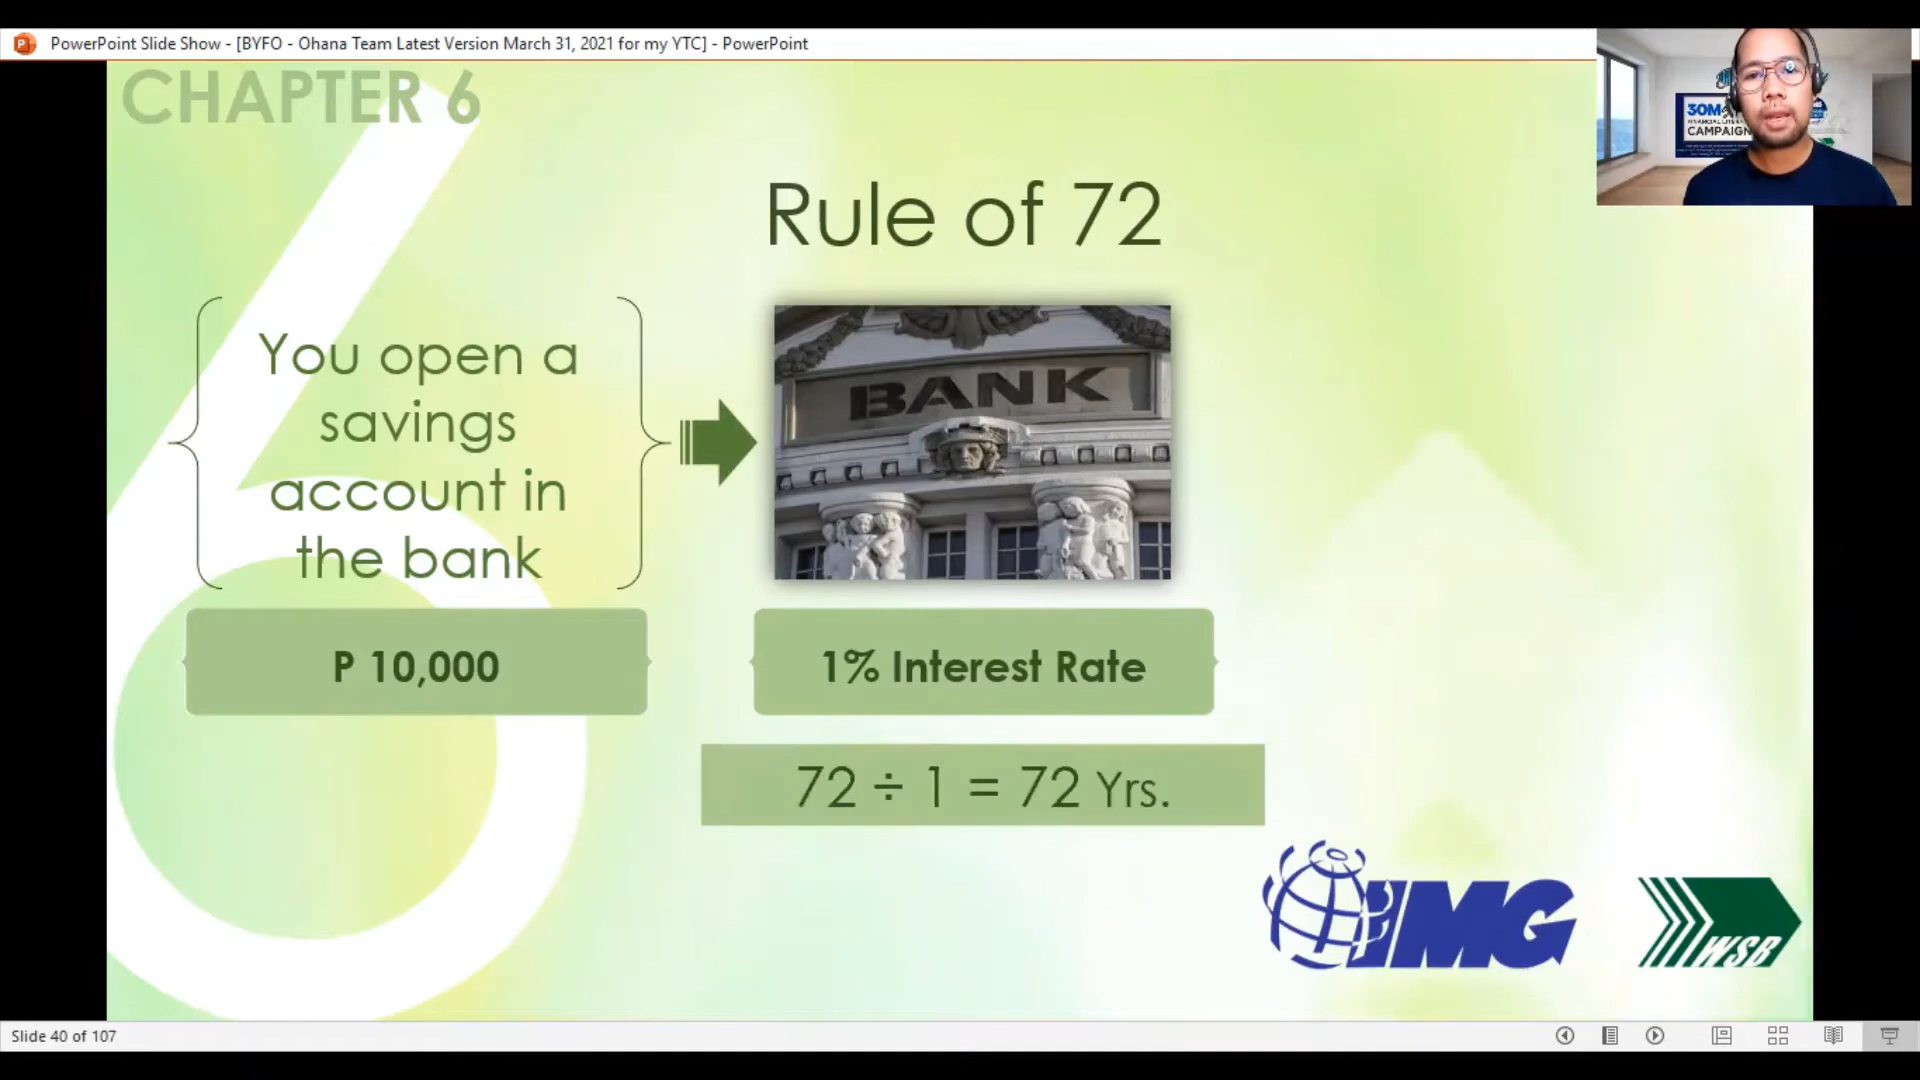 PowerPoint Slide Show - [BYFO - Ohana Team Latest Version March 31, 2021 for my YTC] - PowerPoint
CHAPTER 6
30M
CAMPAIGN
Rule of 72
You open a
savings
account in
the bank
BANK
P 10,000
1% Interest Rate
72 ÷ 1 = 72 Yrs.
IMG
WSB
Slide 40 of 107